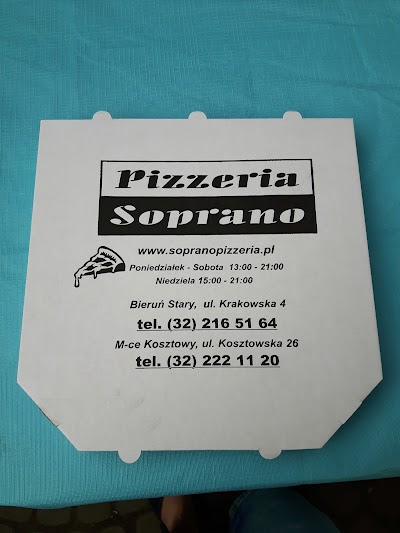 Pizzeria
Soprano
www.sopranopizzeria.pl
Poniedziałek - Sobota 13:00 - 21:00
Niedziela 15:00 - 21:00
Bieruń Stary, ul. Krakowska 4
tel. (32) 216 51 64
M-ce Kosztowy, ul. Kosztowska 26
tel. (32) 222 11 20